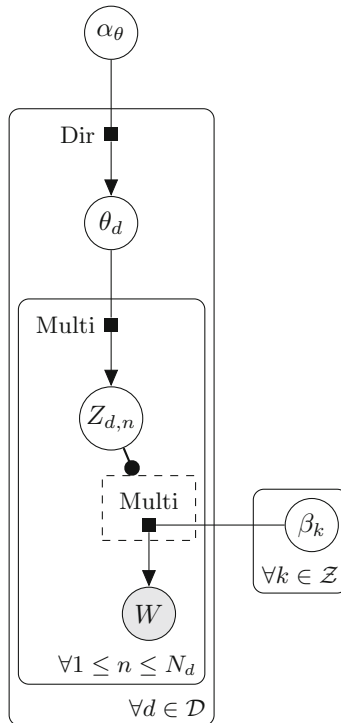 α_θ
Dir
θ_d
Multi
Z_{d,n}
Multi
β_k
∀k ∈ 𝒵
W
∀1 ≤ n ≤ N_d
∀d ∈ 𝒟